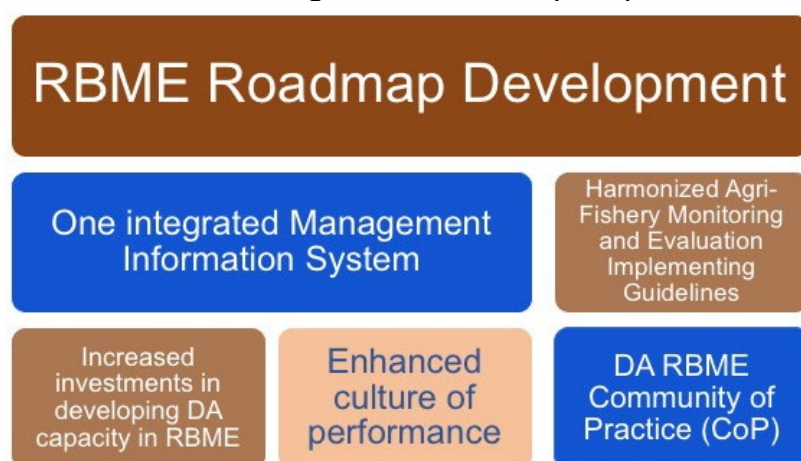 RBME Roadmap Development
One integrated Management
Information System
Harmonized Agri-
Fishery Monitoring
and Evaluation
Implementing
Guidelines
Increased
investments in
developing DA
capacity in RBME
Enhanced
culture of
performance
DA RBME
Community of
Practice (CoP)